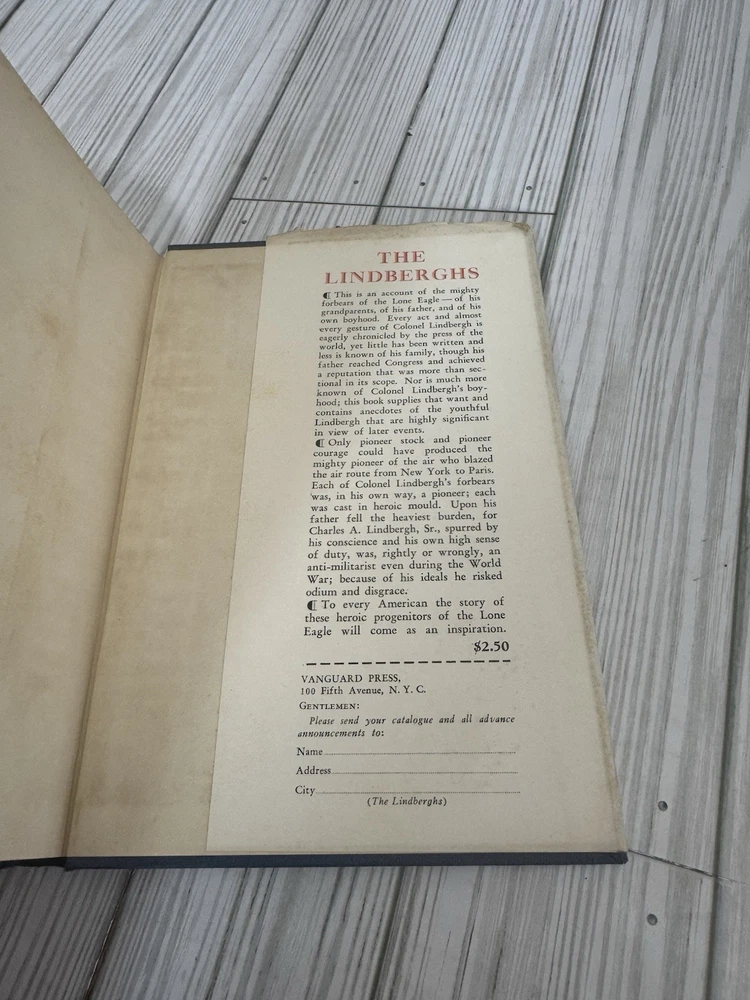 THE
LINDBERGHS
¶ This is an account of the mighty
forbears of the Lone Eagle — of his
grandparents, of his father, and of his
own boyhood. Every act and almost
every gesture of Colonel Lindbergh is
eagerly chronicled by the press of the
world, yet little has been written and
less is known of his family, though his
father reached Congress and achieved
a reputation that was more than sec-
tional in its scope. Nor is much more
known of Colonel Lindbergh's boy-
hood; this book supplies that want and
contains anecdotes of the youthful
Lindbergh that are highly significant
in view of later events.
¶ Only pioneer stock and pioneer
courage could have produced the
mighty pioneer of the air who blazed
the air route from New York to Paris.
Each of Colonel Lindbergh's forbears
was, in his own way, a pioneer; each
was cast in heroic mould. Upon his
father fell the heaviest burden, for
Charles A. Lindbergh, Sr., spurred by
his conscience and his own high sense
of duty, was, rightly or wrongly, an
anti-militarist even during the World
War; because of his ideals he risked
odium and disgrace.
¶ To every American the story of
these heroic progenitors of the Lone
Eagle will come as an inspiration.
$2.50
VANGUARD PRESS,
100 Fifth Avenue, N. Y. C.
GENTLEMEN:
Please send your catalogue and all advance
announcements to:
Name
Address
City
(The Lindberghs)